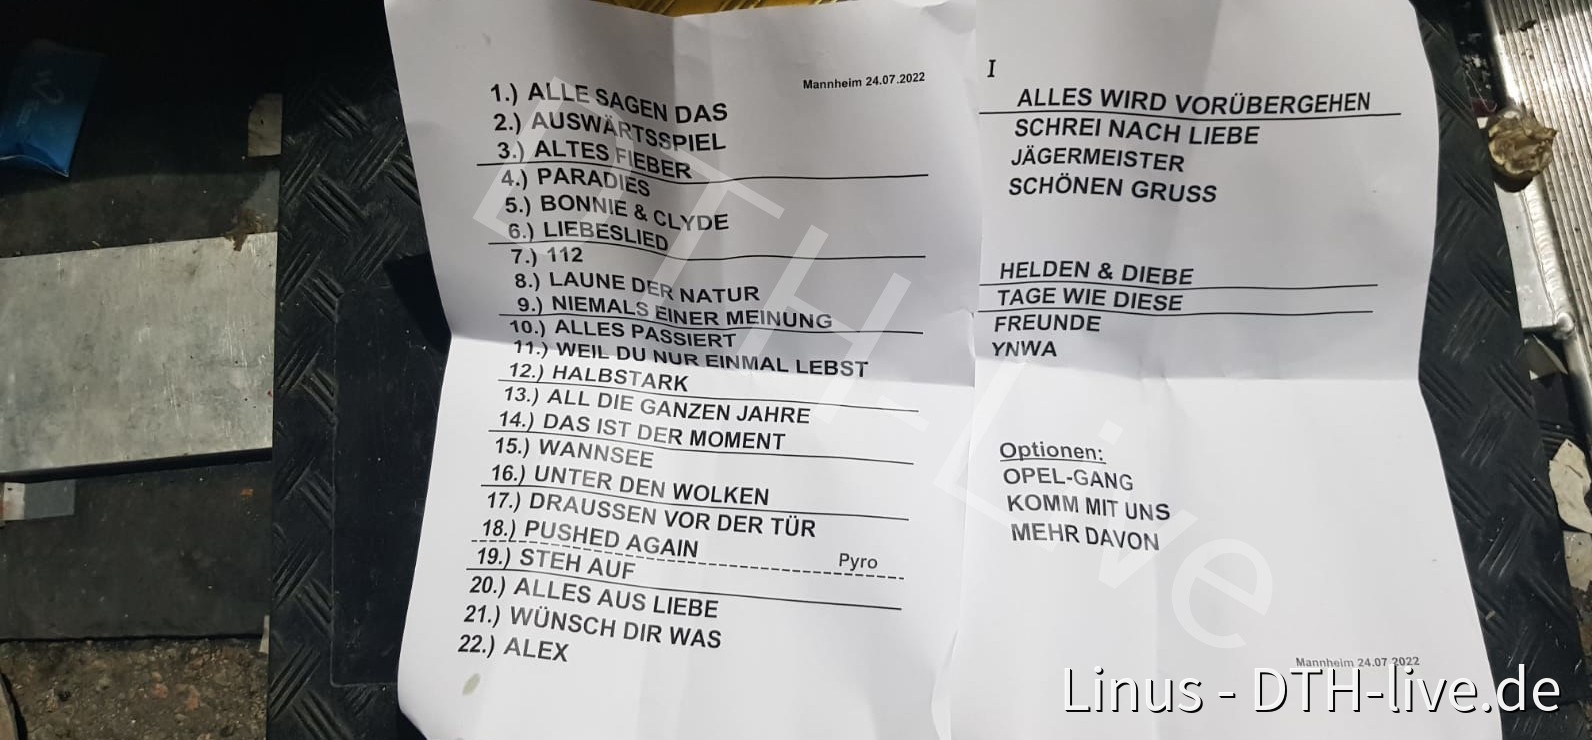 Mannheim 24.07.2022
1.) ALLE SAGEN DAS
2.) AUSWÄRTSSPIEL
3.) ALTES FIEBER
4.) PARADIES
5.) BONNIE & CLYDE
6.) LIEBESLIED
7.) 112
8.) LAUNE DER NATUR
9.) NIEMALS EINER MEINUNG
10.) ALLES PASSIERT
11.) WEIL DU NUR EINMAL LEBST
12.) HALBSTARK
13.) ALL DIE GANZEN JAHRE
14.) DAS IST DER MOMENT
15.) WANNSEE
16.) UNTER DEN WOLKEN
17.) DRAUSSEN VOR DER TÜR
18.) PUSHED AGAIN
Pyro
19.) STEH AUF
20.) ALLES AUS LIEBE
21.) WÜNSCH DIR WAS
22.) ALEX
I
ALLES WIRD VORÜBERGEHEN
SCHREI NACH LIEBE
JÄGERMEISTER
SCHÖNEN GRUSS
HELDEN & DIEBE
TAGE WIE DIESE
FREUNDE
YNWA
Optionen:
OPEL-GANG
KOMM MIT UNS
MEHR DAVON
Mannheim 24.07.2022
DTH-Live
Linus - DTH-live.de